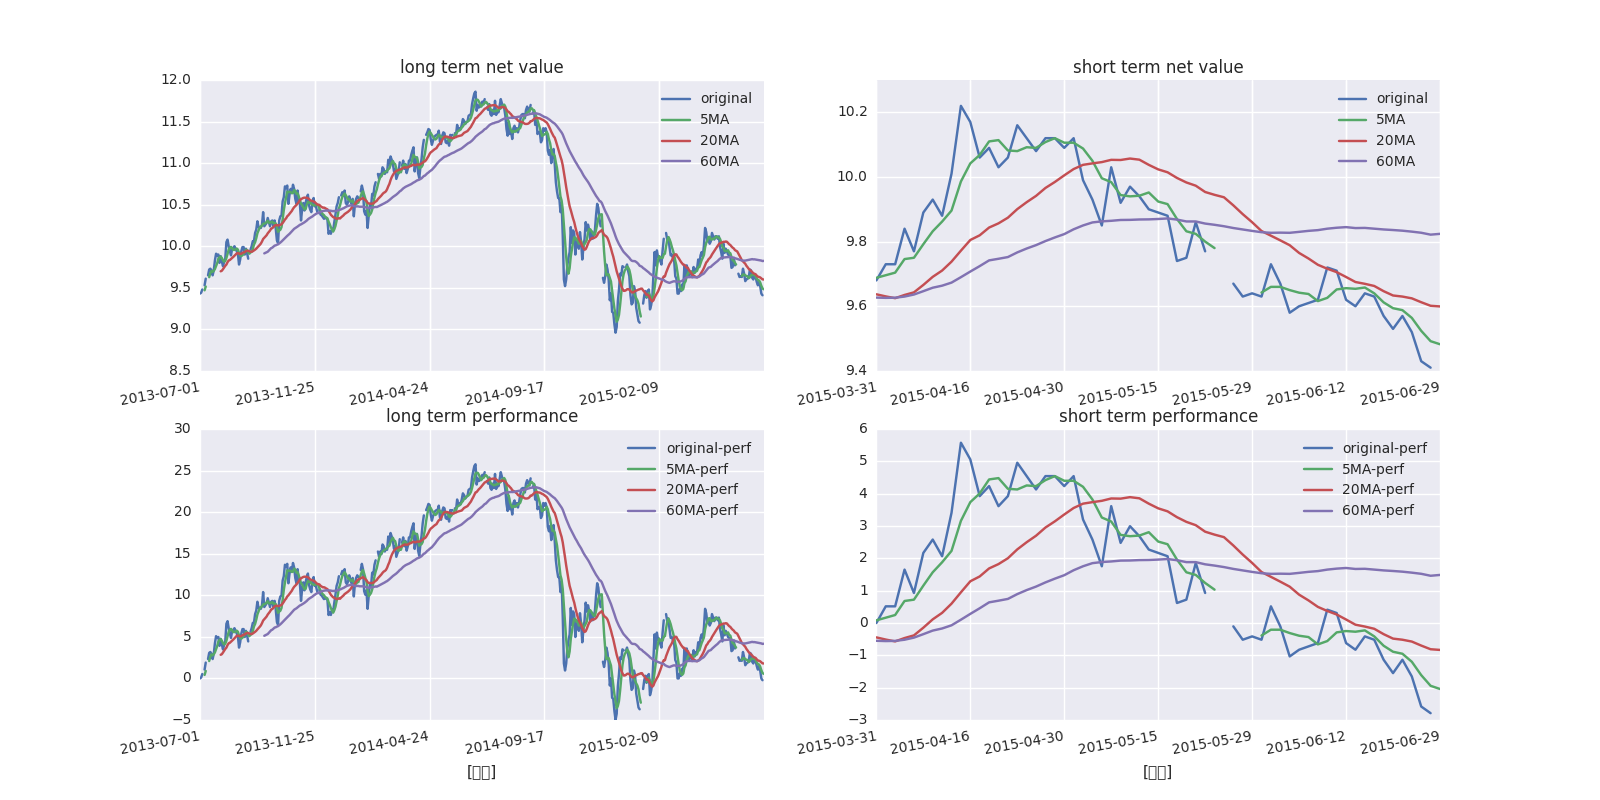 long term net value
12.0
11.5
11.0
10.5
10.0
9.5
9.0
8.5
original
5MA
20MA
60MA
2013-07-01
2013-11-25
2014-04-24
2014-09-17
2015-02-09
short term net value
10.2
10.0
9.8
9.6
9.4
original
5MA
20MA
60MA
2015-03-31
2015-04-16
2015-04-30
2015-05-15
2015-05-29
2015-06-12
2015-06-29
long term performance
30
25
20
15
10
5
0
−5
original-perf
5MA-perf
20MA-perf
60MA-perf
2013-07-01
2013-11-25
2014-04-24
2014-09-17
2015-02-09
short term performance
6
5
4
3
2
1
0
−1
−2
−3
original-perf
5MA-perf
20MA-perf
60MA-perf
2015-03-31
2015-04-16
2015-04-30
2015-05-15
2015-05-29
2015-06-12
2015-06-29